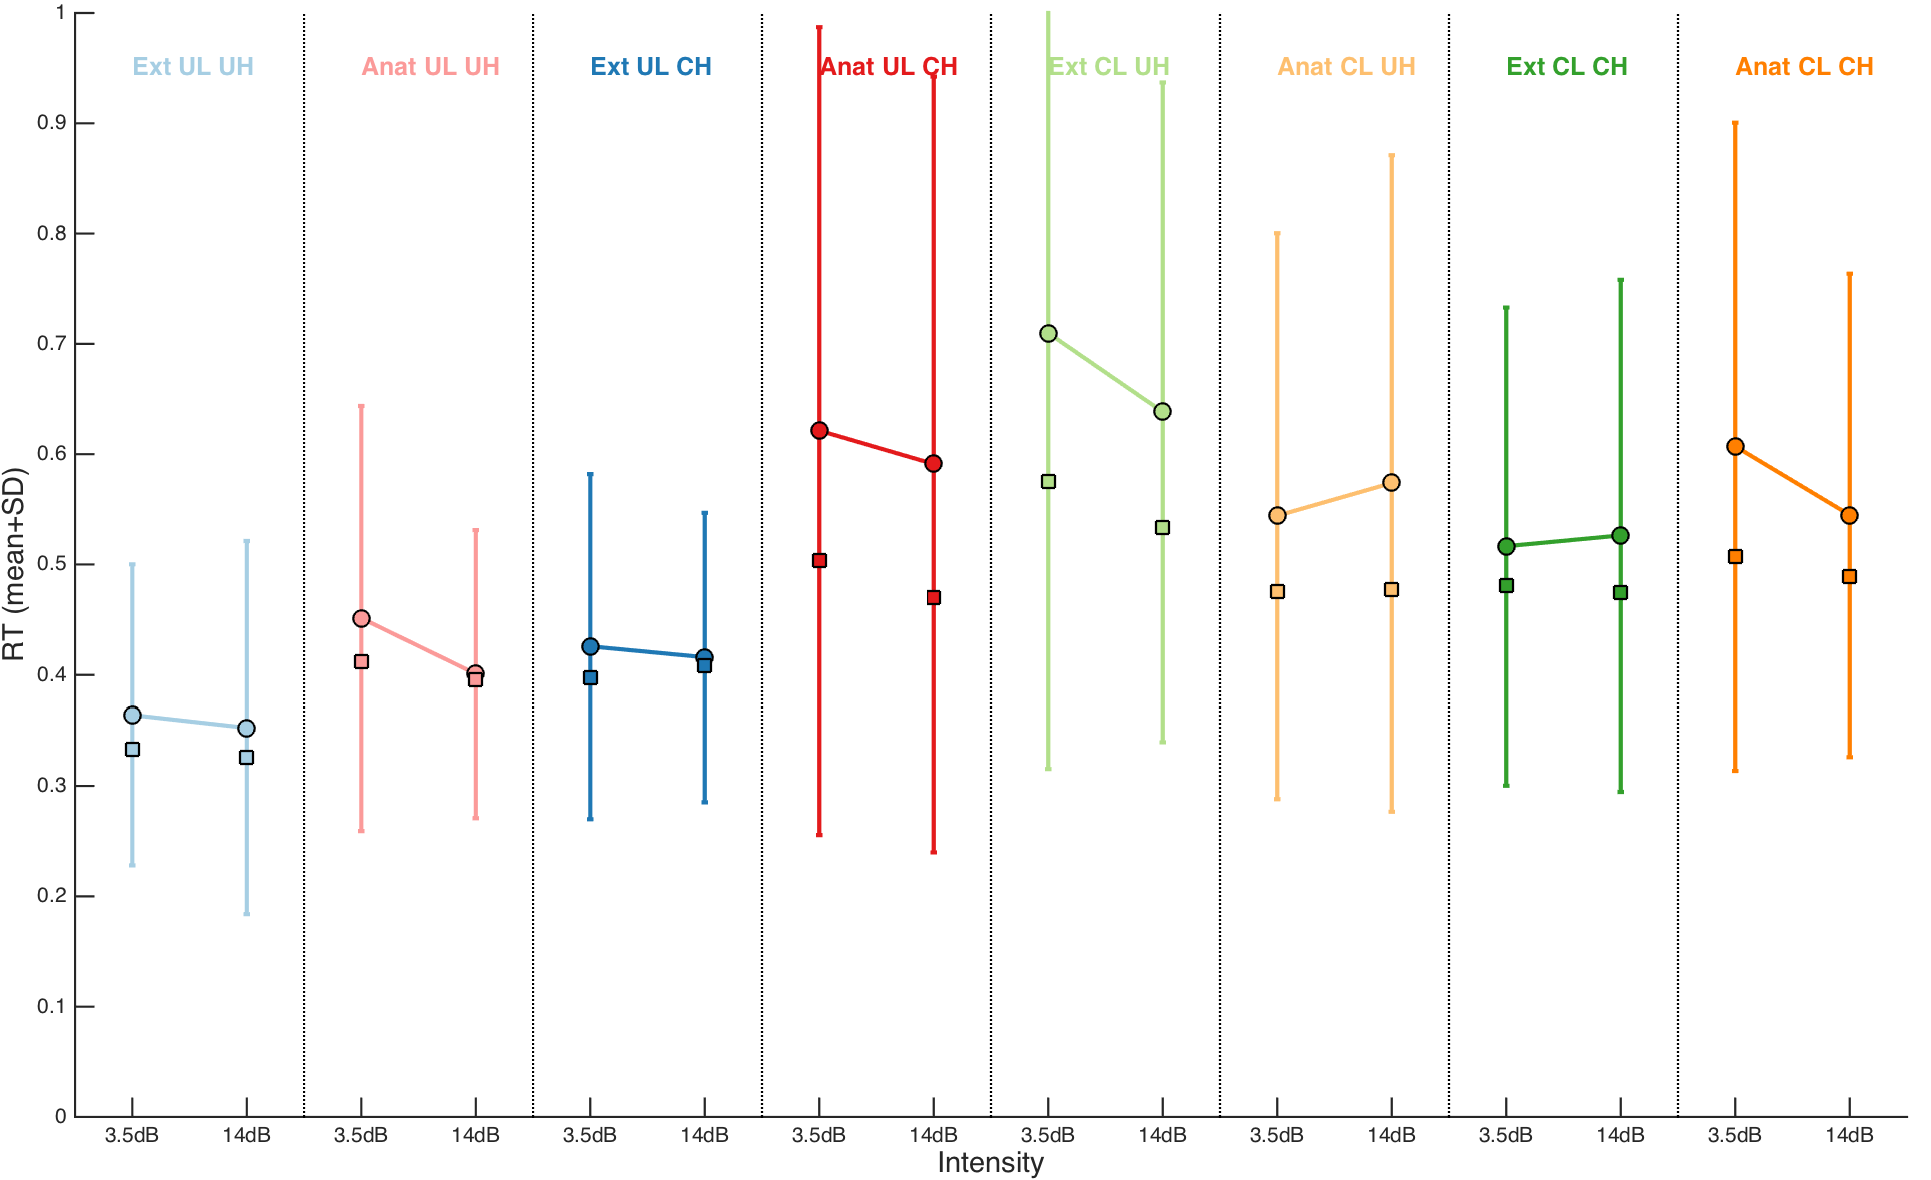 Ext UL UH
Anat UL UH
Ext UL CH
Anat UL CH
Ext CL UH
Anat CL UH
Ext CL CH
Anat CL CH
RT (mean+SD)
1
0.9
0.8
0.7
0.6
0.5
0.4
0.3
0.2
0.1
0
3.5dB 14dB 3.5dB 14dB 3.5dB 14dB 3.5dB 14dB 3.5dB 14dB 3.5dB 14dB 3.5dB 14dB 3.5dB 14dB
Intensity